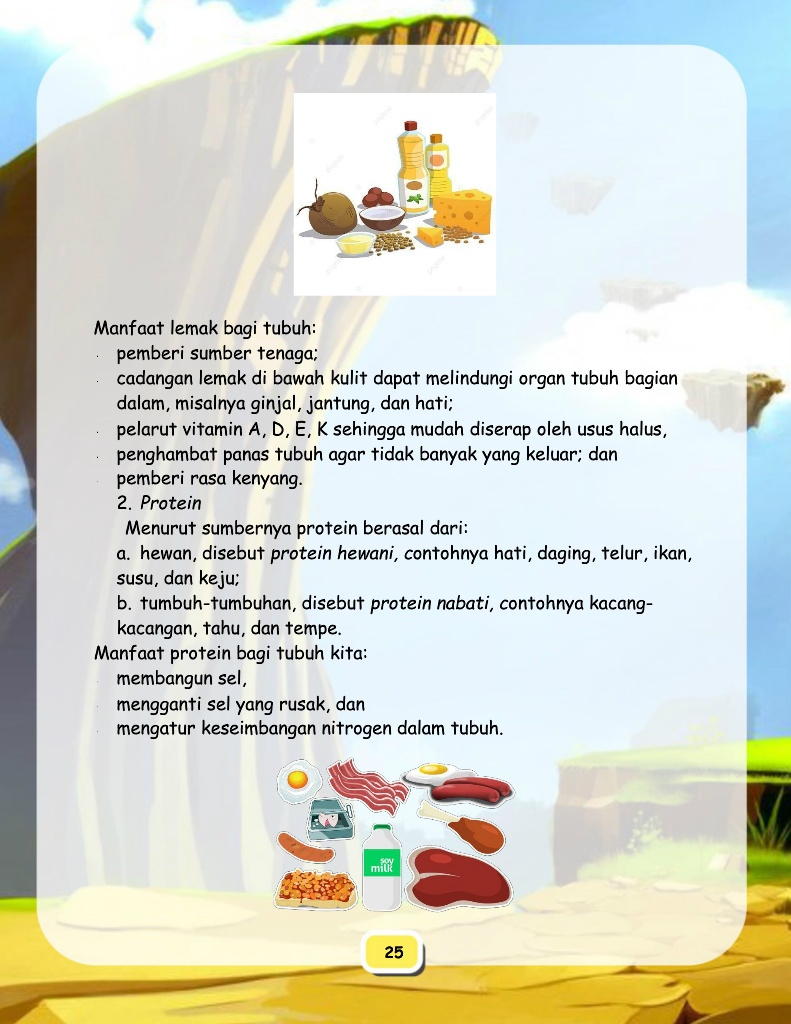 Manfaat lemak bagi tubuh:
· pemberi sumber tenaga;
· cadangan lemak di bawah kulit dapat melindungi organ tubuh bagian
dalam, misalnya ginjal, jantung, dan hati;
· pelarut vitamin A, D, E, K sehingga mudah diserap oleh usus halus,
· penghambat panas tubuh agar tidak banyak yang keluar; dan
· pemberi rasa kenyang.
2. Protein
Menurut sumbernya protein berasal dari:
a. hewan, disebut protein hewani, contohnya hati, daging, telur, ikan,
susu, dan keju;
b. tumbuh-tumbuhan, disebut protein nabati, contohnya kacang-
kacangan, tahu, dan tempe.
Manfaat protein bagi tubuh kita:
· membangun sel,
· mengganti sel yang rusak, dan
· mengatur keseimbangan nitrogen dalam tubuh.
soy
milk
25